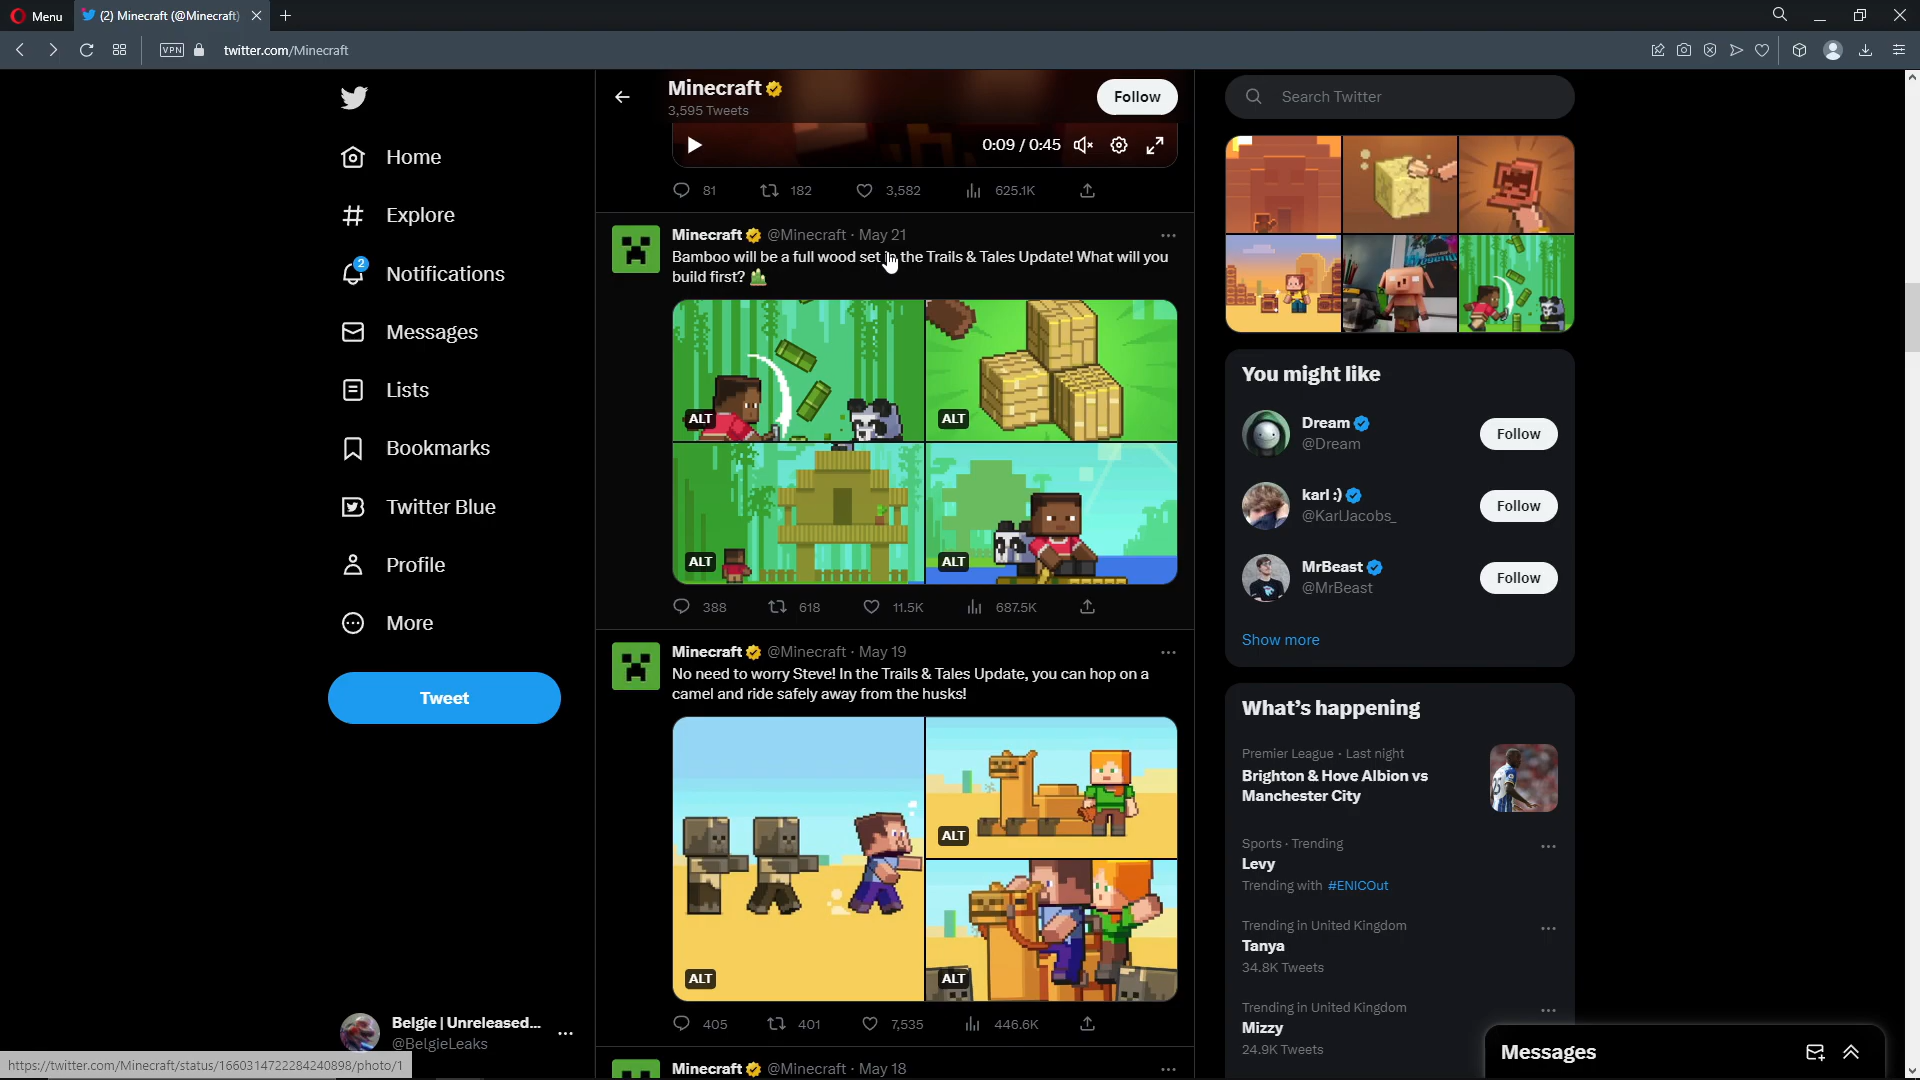 Menu
(2) Minecraft (@Minecraft)
VPN
twitter.com/Minecraft
Home
Explore
2
Notifications
Messages
Lists
Bookmarks
Twitter Blue
Profile
More
Tweet
Belgie | Unreleased...
@BelgieLeaks
https://twitter.com/Minecraft/status/1660314722284240898/photo/1
Minecraft
3,595 Tweets
Follow
0:09 / 0:45
81 182 3,582 625.1K
Minecraft @Minecraft · May 21
Bamboo will be a full wood set in the Trails & Tales Update! What will you
build first?
ALT
ALT
ALT
ALT
388 618 11.5K 687.5K
Minecraft @Minecraft · May 19
No need to worry Steve! In the Trails & Tales Update, you can hop on a
camel and ride safely away from the husks!
ALT
ALT
ALT
405 401 7,535 446.6K
Minecraft @Minecraft · May 18
Search Twitter
You might like
Dream
@Dream
Follow
karl :)
@KarlJacobs_
Follow
MrBeast
@MrBeast
Follow
Show more
What's happening
Premier League · Last night
Brighton & Hove Albion vs
Manchester City
Sports · Trending
Levy
Trending with #ENICOut
Trending in United Kingdom
Tanya
34.8K Tweets
Trending in United Kingdom
Mizzy
24.9K Tweets
Messages